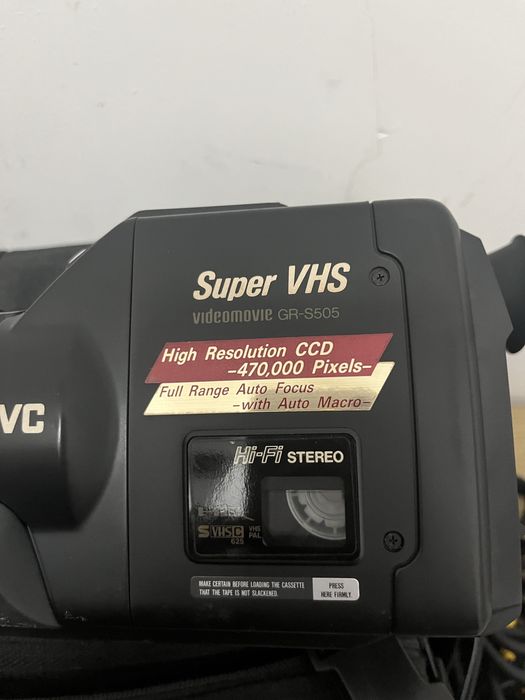 Super VHS
VIDEOMOVIE GR-S505
High Resolution CCD
-470,000 Pixels-
Full Range Auto Focus
-with Auto Macro-
VC
Hi-Fi STEREO
S VHS C VHS
625 PAL
MAKE CERTAIN BEFORE LOADING THE CASSETTE
THAT THE TAPE IS NOT SLACKENED.
PRESS
HERE FIRMLY.